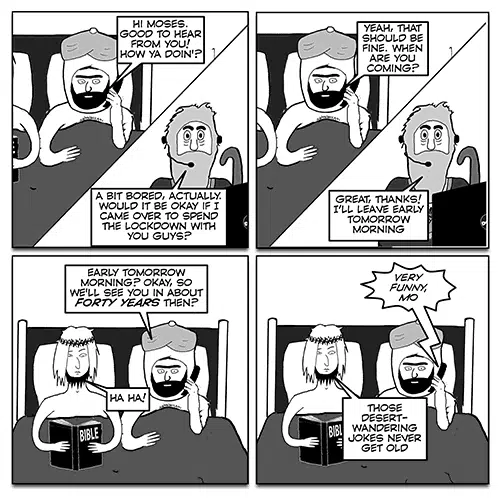 HI MOSES.
GOOD TO HEAR
FROM YOU!
HOW YA DOIN'?
A BIT BORED, ACTUALLY.
WOULD IT BE OKAY IF I
CAME OVER TO SPEND
THE LOCKDOWN WITH
YOU GUYS?
YEAH, THAT
SHOULD BE
FINE. WHEN
ARE YOU
COMING?
GREAT, THANKS!
I'LL LEAVE EARLY
TOMORROW
MORNING
EARLY TOMORROW
MORNING? OKAY, SO
WE'LL SEE YOU IN ABOUT
FORTY YEARS THEN?
HA HA!
BIBLE
VERY
FUNNY,
MO
THOSE
DESERT-
WANDERING
JOKES NEVER
GET OLD
BIBL